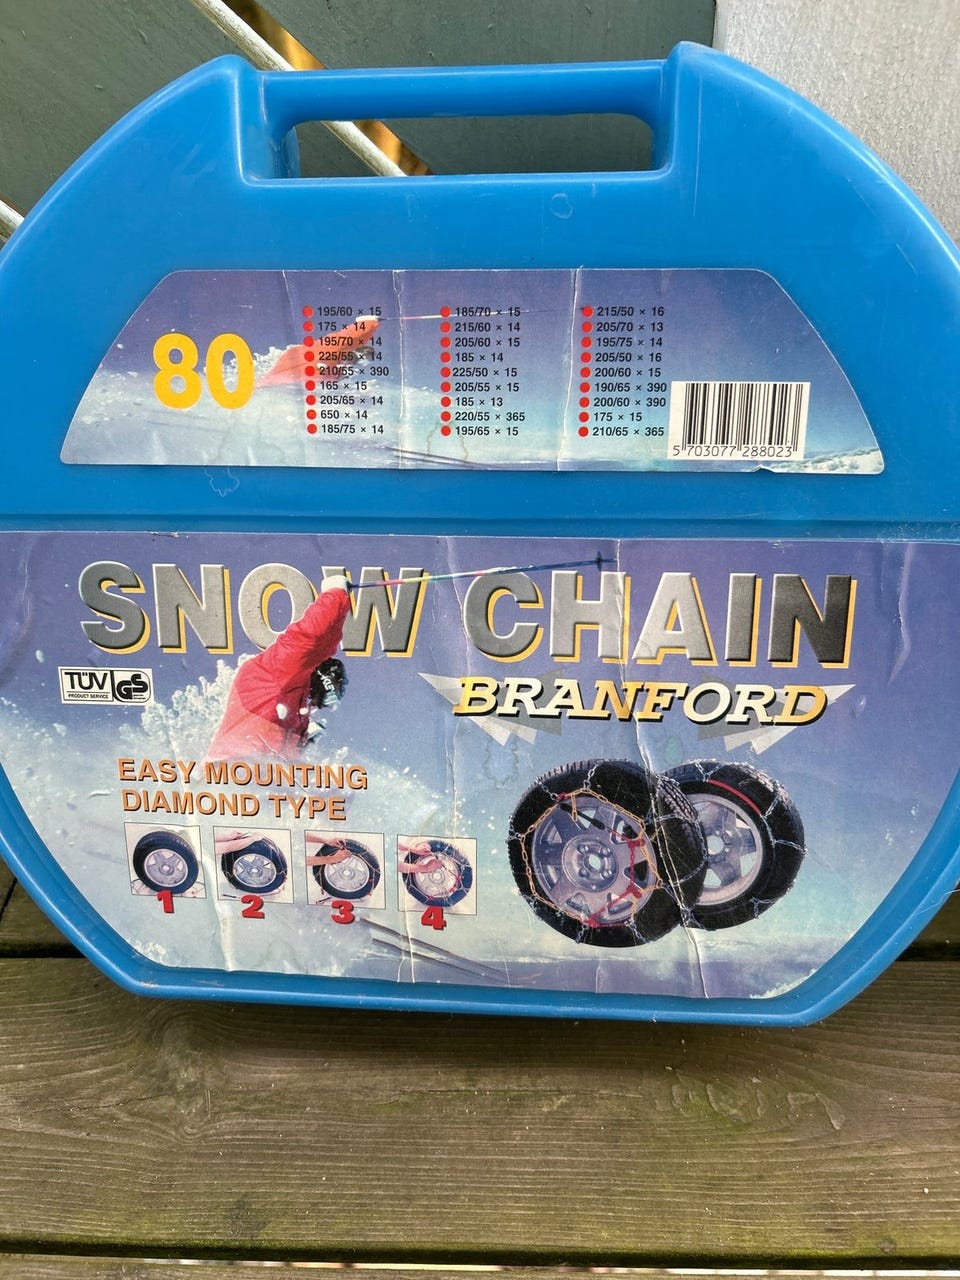 80
195/60 × 15
175 × 14
195/70 × 14
225/55 × 14
210/55 × 390
165 × 15
205/65 × 14
650 × 14
185/75 × 14
185/70 × 15
215/60 × 14
205/60 × 15
185 × 14
225/50 × 15
205/55 × 15
185 × 13
220/55 × 365
195/65 × 15
215/50 × 16
205/70 × 13
195/75 × 14
205/50 × 16
200/60 × 15
190/65 × 390
200/60 × 390
175 × 15
210/65 × 365
5 703077 288023
SNOW CHAIN
BRANFORD
TÜV
PRODUCT SERVICE
GS
EASY MOUNTING
DIAMOND TYPE
1 2 3 4